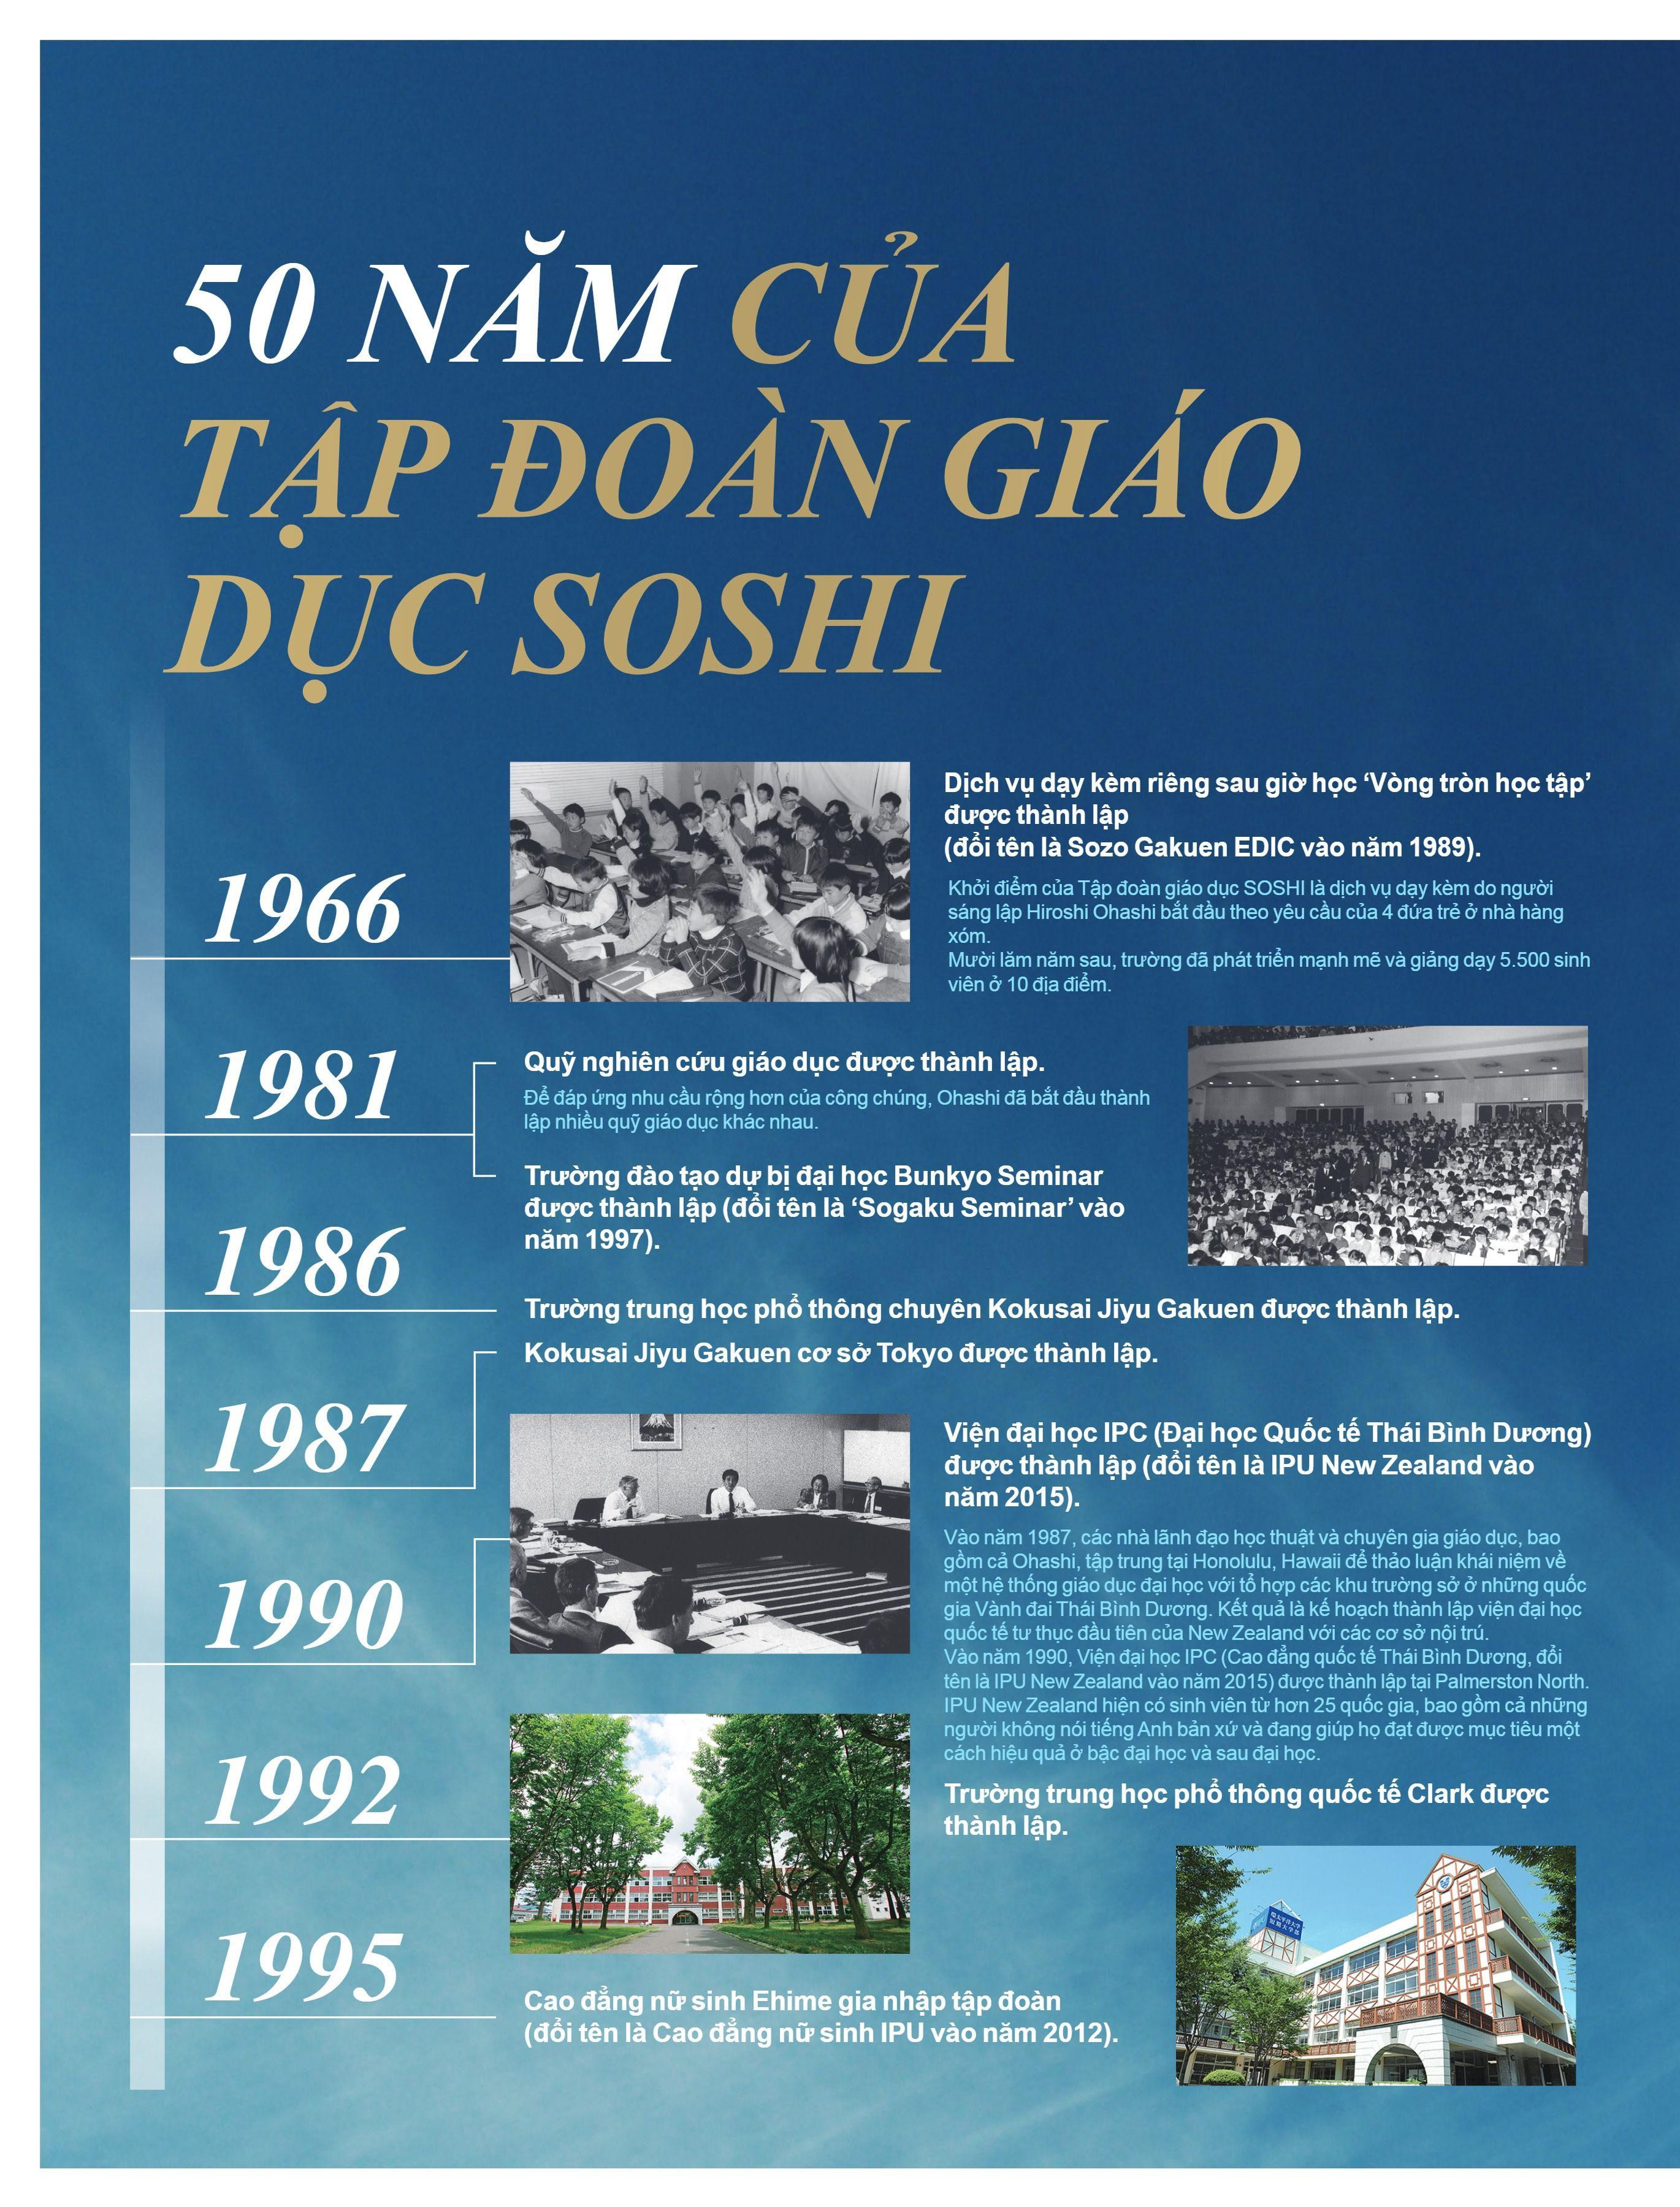 50 NĂM CỦA
TẬP ĐOÀN GIÁO
DỤC SOSHI
1966
Dịch vụ dạy kèm riêng sau giờ học ‘Vòng tròn học tập’
được thành lập
(đổi tên là Sozo Gakuen EDIC vào năm 1989).
Khởi điểm của Tập đoàn giáo dục SOSHI là dịch vụ dạy kèm do người
sáng lập Hiroshi Ohashi bắt đầu theo yêu cầu của 4 đứa trẻ ở nhà hàng
xóm.
Mười lăm năm sau, trường đã phát triển mạnh mẽ và giảng dạy 5.500 sinh
viên ở 10 địa điểm.
1981
Quỹ nghiên cứu giáo dục được thành lập.
Để đáp ứng nhu cầu rộng hơn của công chúng, Ohashi đã bắt đầu thành
lập nhiều quỹ giáo dục khác nhau.
Trường đào tạo dự bị đại học Bunkyo Seminar
được thành lập (đổi tên là ‘Sogaku Seminar’ vào
năm 1997).
1986
Trường trung học phổ thông chuyên Kokusai Jiyu Gakuen được thành lập.
1987
Kokusai Jiyu Gakuen cơ sở Tokyo được thành lập.
1990
Viện đại học IPC (Đại học Quốc tế Thái Bình Dương)
được thành lập (đổi tên là IPU New Zealand vào
năm 2015).
Vào năm 1987, các nhà lãnh đạo học thuật và chuyên gia giáo dục, bao
gồm cả Ohashi, tập trung tại Honolulu, Hawaii để thảo luận khái niệm về
một hệ thống giáo dục đại học với tổ hợp các khu trường sở ở những quốc
gia Vành đai Thái Bình Dương. Kết quả là kế hoạch thành lập viện đại học
quốc tế tư thục đầu tiên của New Zealand với các cơ sở nội trú.
Vào năm 1990, Viện đại học IPC (Cao đẳng quốc tế Thái Bình Dương, đổi
tên là IPU New Zealand vào năm 2015) được thành lập tại Palmerston North.
IPU New Zealand hiện có sinh viên từ hơn 25 quốc gia, bao gồm cả những
người không nói tiếng Anh bản xứ và đang giúp họ đạt được mục tiêu một
cách hiệu quả ở bậc đại học và sau đại học.
1992
Trường trung học phổ thông quốc tế Clark được
thành lập.
1995
Cao đẳng nữ sinh Ehime gia nhập tập đoàn
(đổi tên là Cao đẳng nữ sinh IPU vào năm 2012).
環太平洋大学
短期大学部